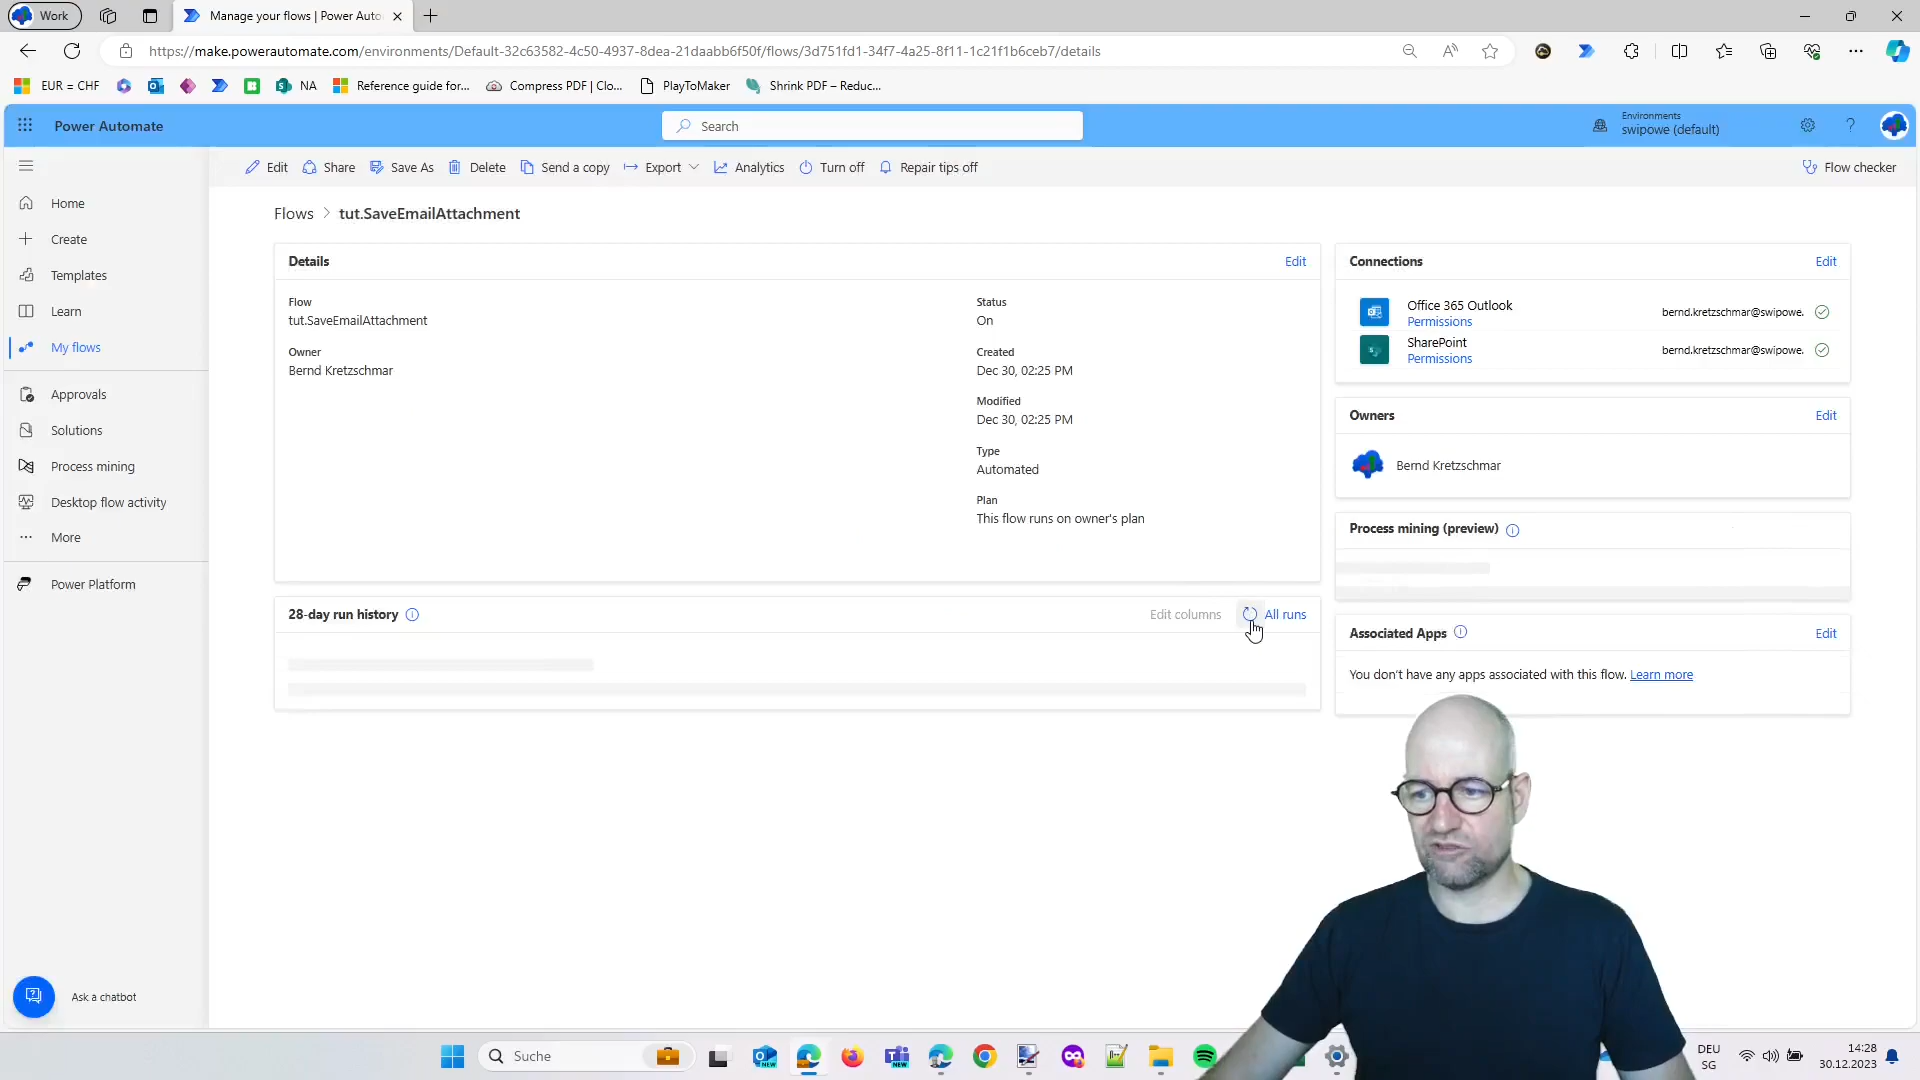 Work
Manage your flows | Power Auto
https://make.powerautomate.com/environments/Default-32c63582-4c50-4937-8dea-21daabb6f50f/flows/3d751fd1-34f7-4a25-8f11-1c21f1b6ceb7/details
EUR = CHF
NA
Reference guide for...
Compress PDF | Clo...
PlayToMaker
Shrink PDF – Reduc...
Power Automate
Search
Environments
swipowe (default)
Edit
Share
Save As
Delete
Send a copy
Export
Analytics
Turn off
Repair tips off
Flow checker
Home
Create
Templates
Learn
My flows
Approvals
Solutions
Process mining
Desktop flow activity
More
Power Platform
Ask a chatbot
Flows > tut.SaveEmailAttachment
Details
Edit
Flow
tut.SaveEmailAttachment
Owner
Bernd Kretzschmar
Status
On
Created
Dec 30, 02:25 PM
Modified
Dec 30, 02:25 PM
Type
Automated
Plan
This flow runs on owner's plan
28-day run history
Edit columns
All runs
Connections
Edit
Office 365 Outlook
Permissions
bernd.kretzschmar@swipowe.
SharePoint
Permissions
bernd.kretzschmar@swipowe.
Owners
Edit
Bernd Kretzschmar
Process mining (preview)
Associated Apps
Edit
You don't have any apps associated with this flow. Learn more
Suche
NEW
NEW
DEU
SG
14:28
30.12.2023